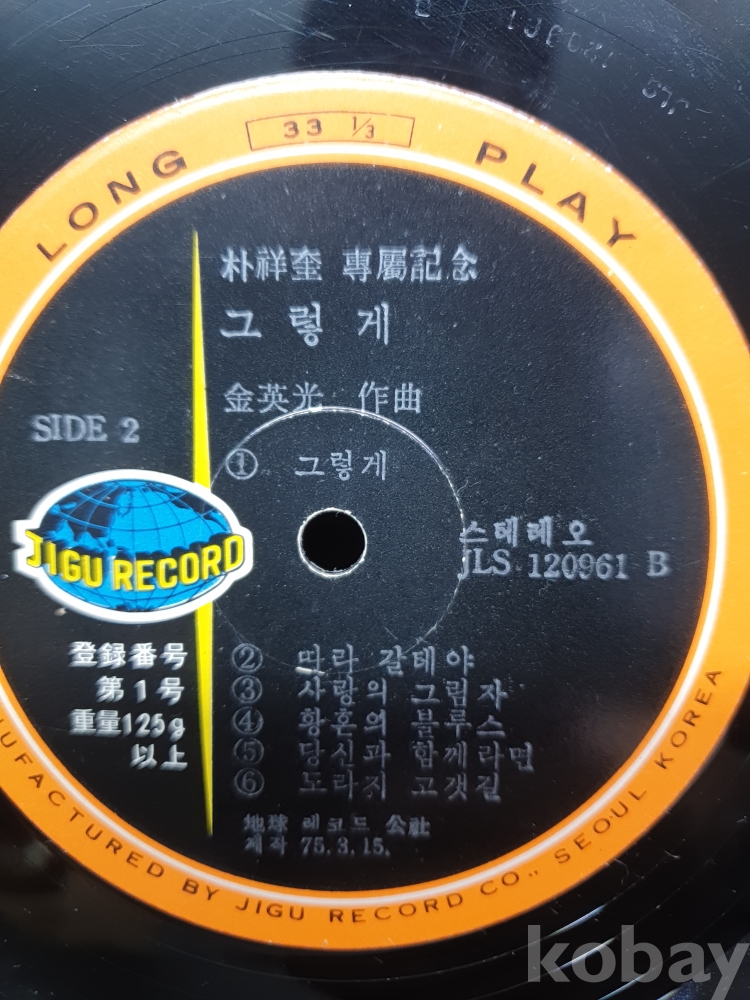 LONG PLAY
33 1/3
朴祥奎 專屬記念
그렇게
金英光 作曲
SIDE 2
① 그렇게
스테레오
JLS 120961 B
JIGU RECORD
登録番号
第1号
重量125g
以上
② 따라 갈테야
③ 사랑의 그림자
④ 황혼의 블루스
⑤ 당신과 함께라면
⑥ 도라지 고갯길
地球 레코드 公社
제작 75.3.15.
MANUFACTURED BY JIGU RECORD CO., SEOUL KOREA
kobay